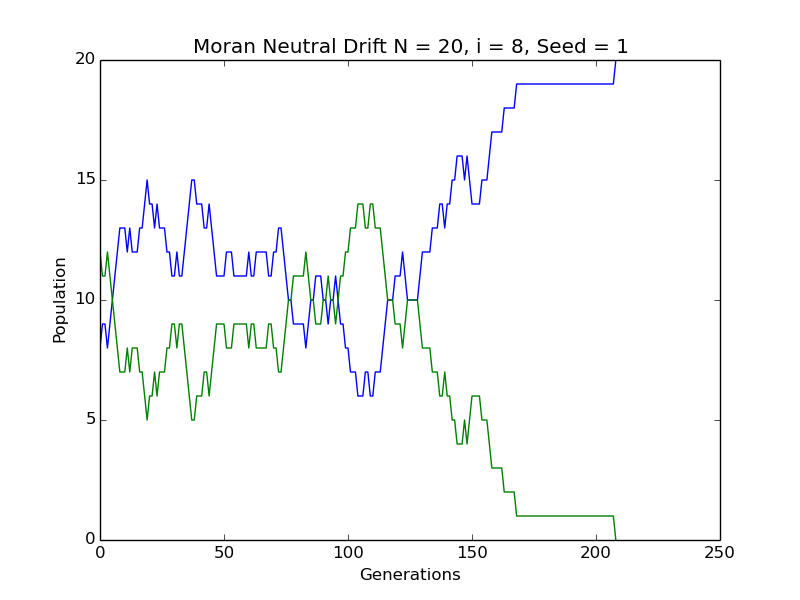 Moran Neutral Drift N = 20, i = 8, Seed = 1
20
15
10
5
0
Population
0 50 100 150 200 250
Generations